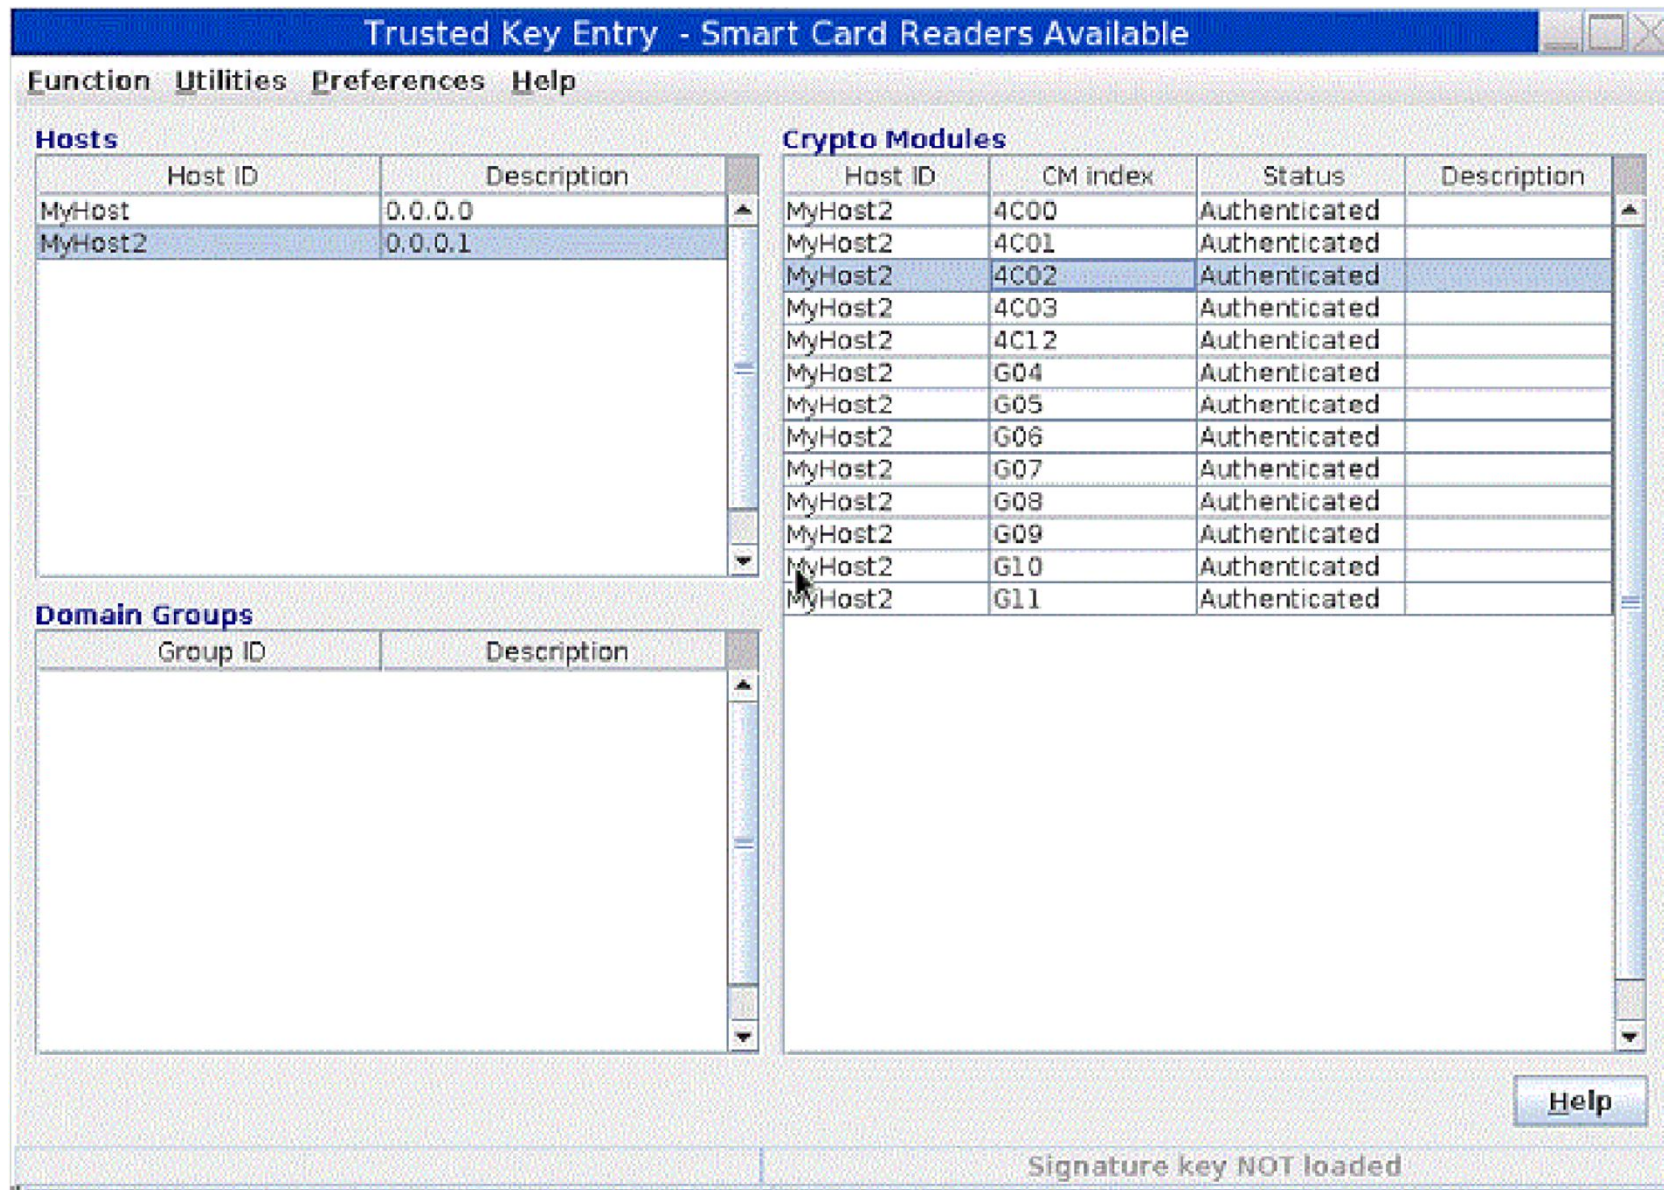 Trusted Key Entry - Smart Card Readers Available
Function Utilities Preferences Help
Hosts
Host ID Description
MyHost 0.0.0.0
MyHost2 0.0.0.1
Domain Groups
Group ID Description
Crypto Modules
Host ID CM index Status Description
MyHost2 4C00 Authenticated
MyHost2 4C01 Authenticated
MyHost2 4C02 Authenticated
MyHost2 4C03 Authenticated
MyHost2 4C12 Authenticated
MyHost2 G04 Authenticated
MyHost2 G05 Authenticated
MyHost2 G06 Authenticated
MyHost2 G07 Authenticated
MyHost2 G08 Authenticated
MyHost2 G09 Authenticated
MyHost2 G10 Authenticated
MyHost2 G11 Authenticated
Help
Signature key NOT loaded